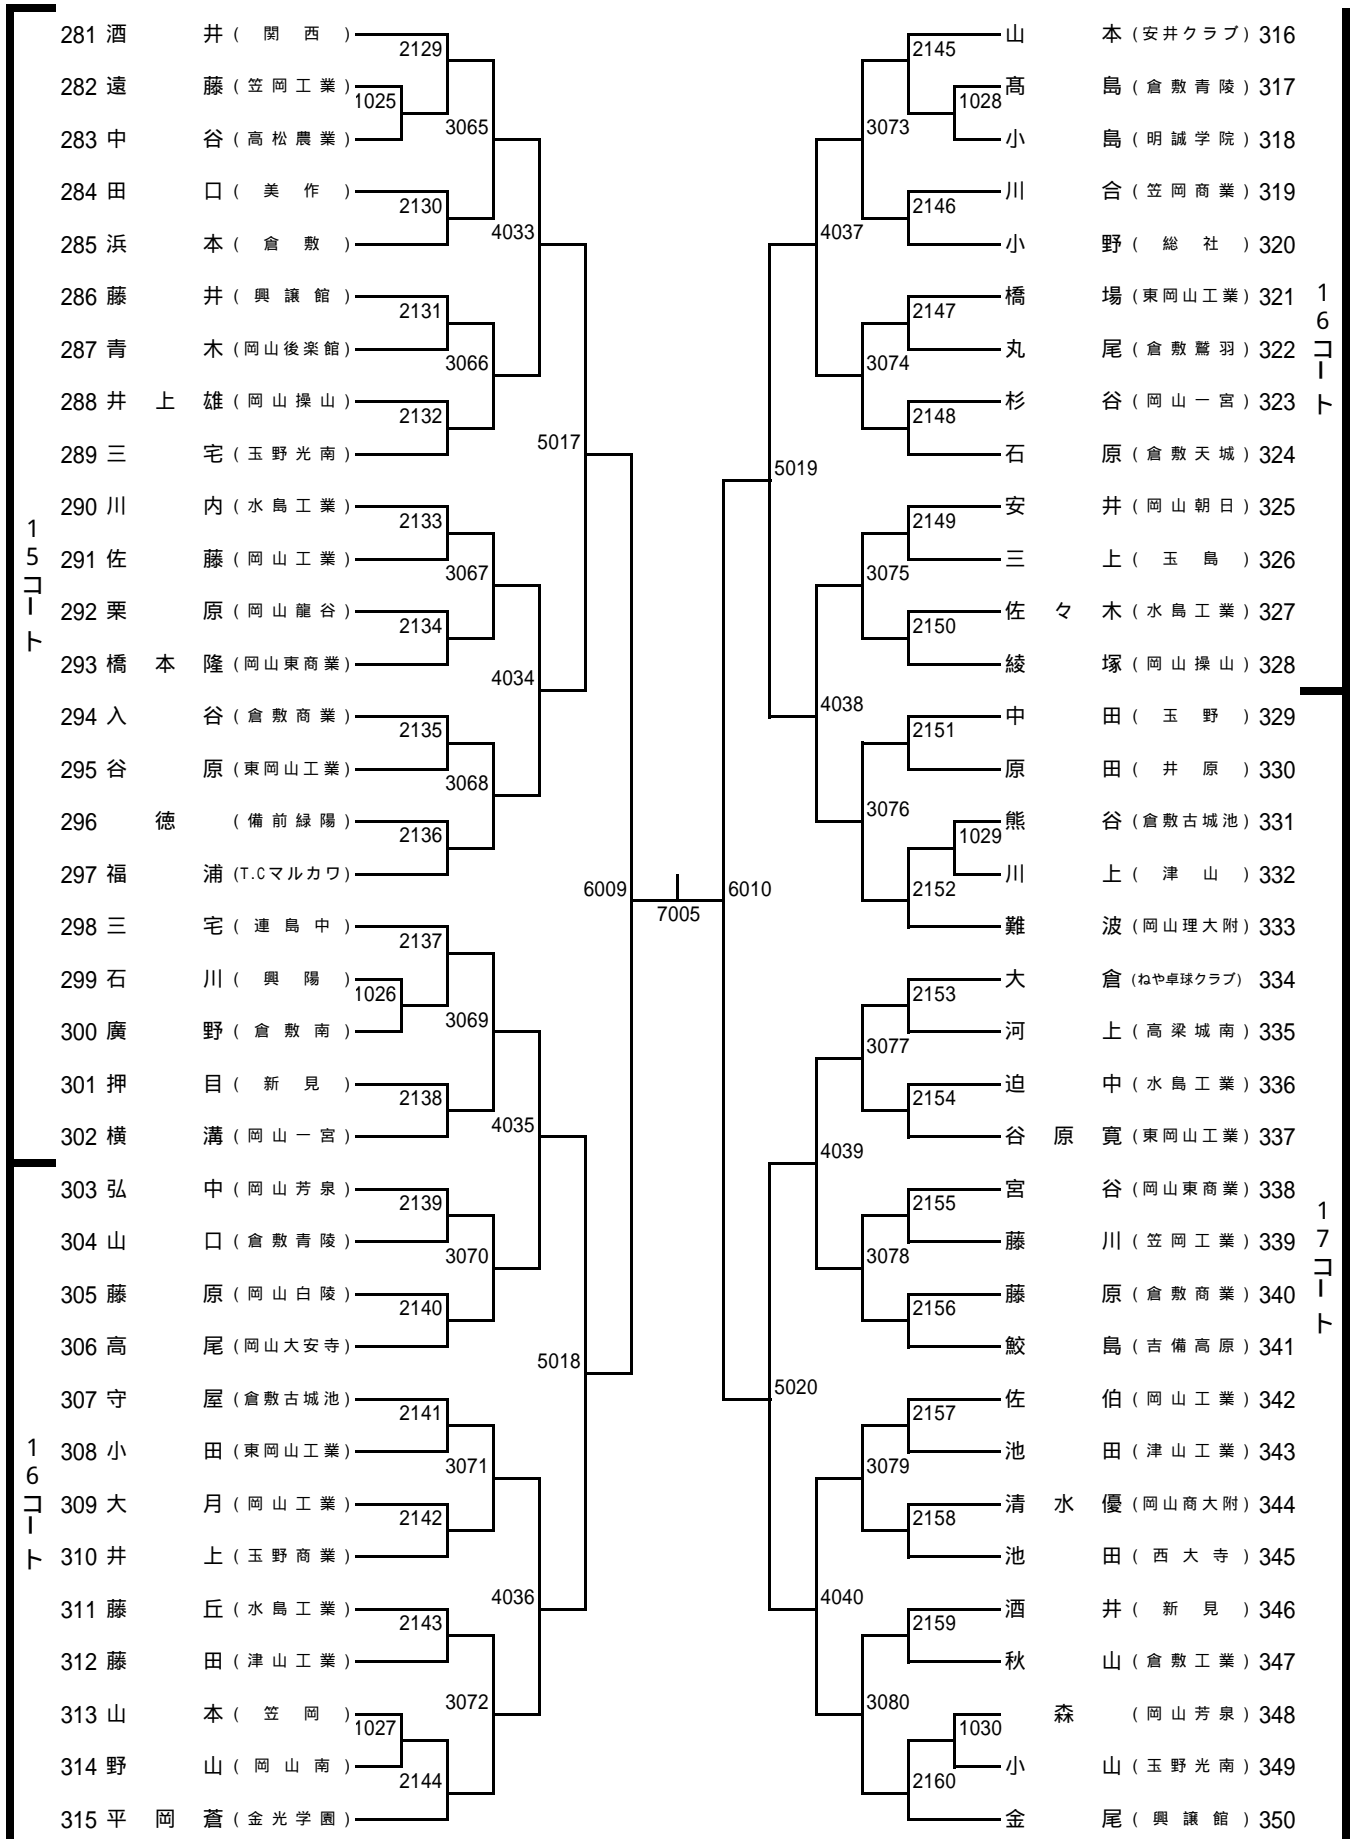 281 酒井 (関西)
282 遠藤 (笠岡工業)
283 中谷 (高松農業)
284 田口 (美作)
285 浜本 (倉敷)
286 藤井 (興譲館)
287 青木 (岡山後楽館)
288 井上雄 (岡山操山)
289 三宅 (玉野光南)
290 川内 (水島工業)
291 佐藤 (岡山工業)
292 栗原 (岡山龍谷)
293 橋本隆 (岡山東商業)
294 入谷 (倉敷商業)
295 谷原 (東岡山工業)
296 徳 (備前緑陽)
297 福浦 (T.Cマルカワ)
298 三宅 (連島中)
299 石川 (興陽)
300 廣野 (倉敷南)
301 押目 (新見)
302 横溝 (岡山一宮)
303 弘中 (岡山芳泉)
304 山口 (倉敷青陵)
305 藤原 (岡山白陵)
306 高尾 (岡山大安寺)
307 守屋 (倉敷古城池)
308 小田 (東岡山工業)
309 大月 (岡山工業)
310 井上 (玉野商業)
311 藤丘 (水島工業)
312 藤田 (津山工業)
313 山本 (笠岡)
314 野山 (岡山南)
315 平岡蒼 (金光学園)
15コート
16コート
1025
1026
1027
2129
2130
2131
2132
2133
2134
2135
2136
2137
2138
2139
2140
2141
2142
2143
2144
3065
3066
3067
3068
3069
3070
3071
3072
4033
4034
4035
4036
5017
5018
6009
7005
6010
5019
5020
4037
4038
4039
4040
3073
3074
3075
3076
3077
3078
3079
3080
2145
2146
2147
2148
2149
2150
2151
2152
2153
2154
2155
2156
2157
2158
2159
2160
1028
1029
1030
山本 (安井クラブ) 316
髙島 (倉敷青陵) 317
小島 (明誠学院) 318
川合 (笠岡商業) 319
小野 (総社) 320
橋場 (東岡山工業) 321
丸尾 (倉敷鷲羽) 322
杉谷 (岡山一宮) 323
石原 (倉敷天城) 324
安井 (岡山朝日) 325
三上 (玉島) 326
佐々木 (水島工業) 327
綾塚 (岡山操山) 328
中田 (玉野) 329
原田 (井原) 330
熊谷 (倉敷古城池) 331
川上 (津山) 332
難波 (岡山理大附) 333
大倉 (ねや卓球クラブ) 334
河上 (高梁城南) 335
迫中 (水島工業) 336
谷原寛 (東岡山工業) 337
宮谷 (岡山東商業) 338
藤川 (笠岡工業) 339
藤原 (倉敷商業) 340
鮫島 (吉備高原) 341
佐伯 (岡山工業) 342
池田 (津山工業) 343
清水優 (岡山商大附) 344
池田 (西大寺) 345
酒井 (新見) 346
秋山 (倉敷工業) 347
森 (岡山芳泉) 348
小山 (玉野光南) 349
金尾 (興譲館) 350
16コート
17コート